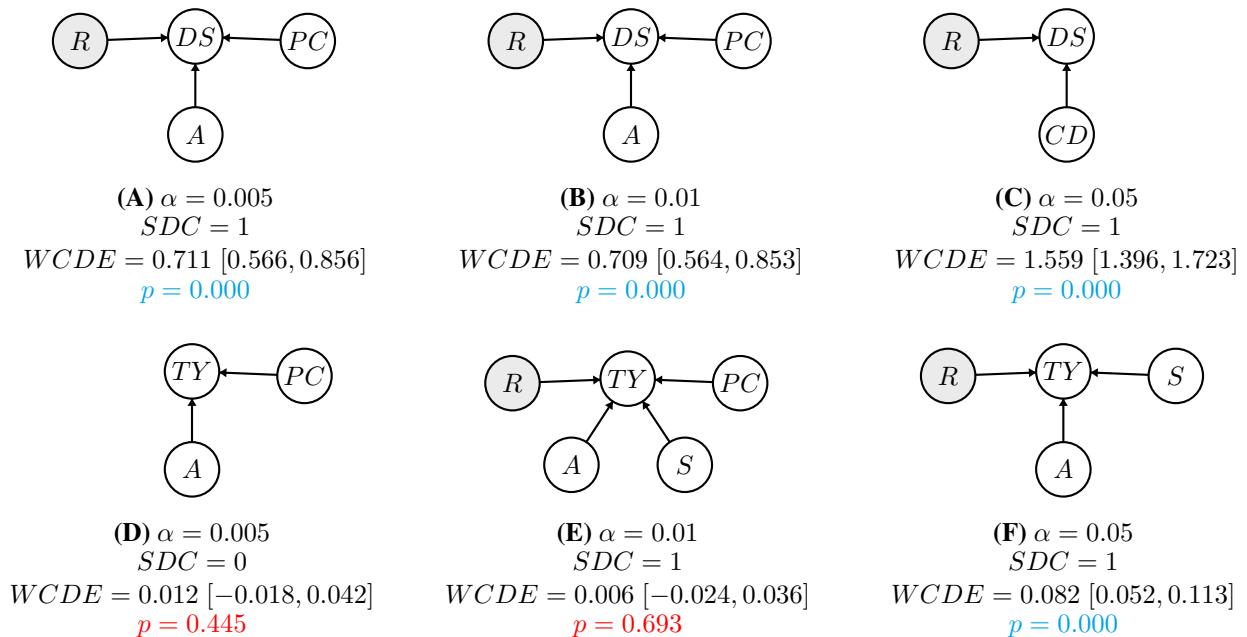 R DS PC
A
(A) α = 0.005
SDC = 1
WCDE = 0.711 [0.566, 0.856]
p = 0.000
R DS PC
A
(B) α = 0.01
SDC = 1
WCDE = 0.709 [0.564, 0.853]
p = 0.000
R DS
CD
(C) α = 0.05
SDC = 1
WCDE = 1.559 [1.396, 1.723]
p = 0.000
TY PC
A
(D) α = 0.005
SDC = 0
WCDE = 0.012 [−0.018, 0.042]
p = 0.445
R TY PC
A S
(E) α = 0.01
SDC = 1
WCDE = 0.006 [−0.024, 0.036]
p = 0.693
R TY S
A
(F) α = 0.05
SDC = 1
WCDE = 0.082 [0.052, 0.113]
p = 0.000